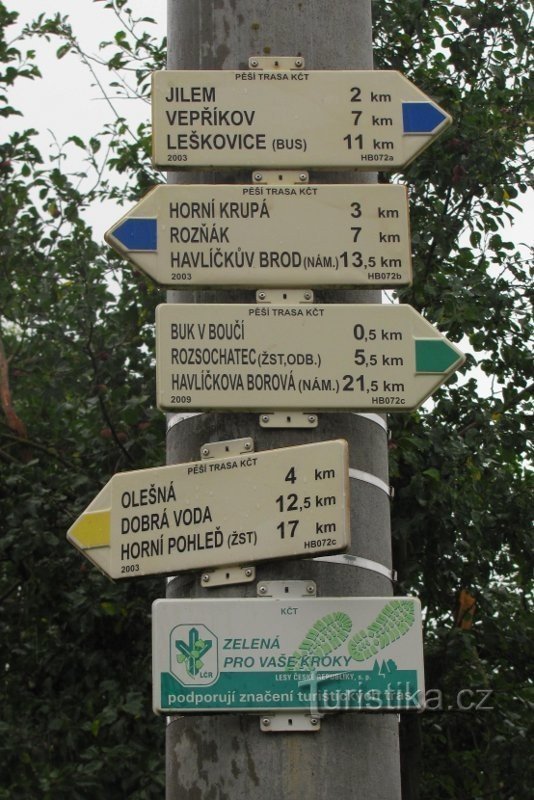 PĚŠÍ TRASA KČT
JILEM 2 km
VEPŘÍKOV 7 km
LEŠKOVICE (BUS) 11 km
2003 HB072a
PĚŠÍ TRASA KČT
HORNÍ KRUPÁ 3 km
ROZŇÁK 7 km
HAVLÍČKŮV BROD (NÁM.) 13,5 km
2003 HB072b
PĚŠÍ TRASA KČT
BUK V BOUČÍ 0,5 km
ROZSOCHATEC (ŽST,ODB.) 5,5 km
HAVLÍČKOVA BOROVÁ (NÁM.) 21,5 km
2009 HB072c
PĚŠÍ TRASA KČT
OLEŠNÁ 4 km
DOBRÁ VODA 12,5 km
HORNÍ POHLEĎ (ŽST) 17 km
2003 HB072c
KČT
ZELENÁ
PRO VAŠE KROKY
LČR
LESY ČESKÉ REPUBLIKY, s. p.
podporují značení turistických tras
Turistika.cz